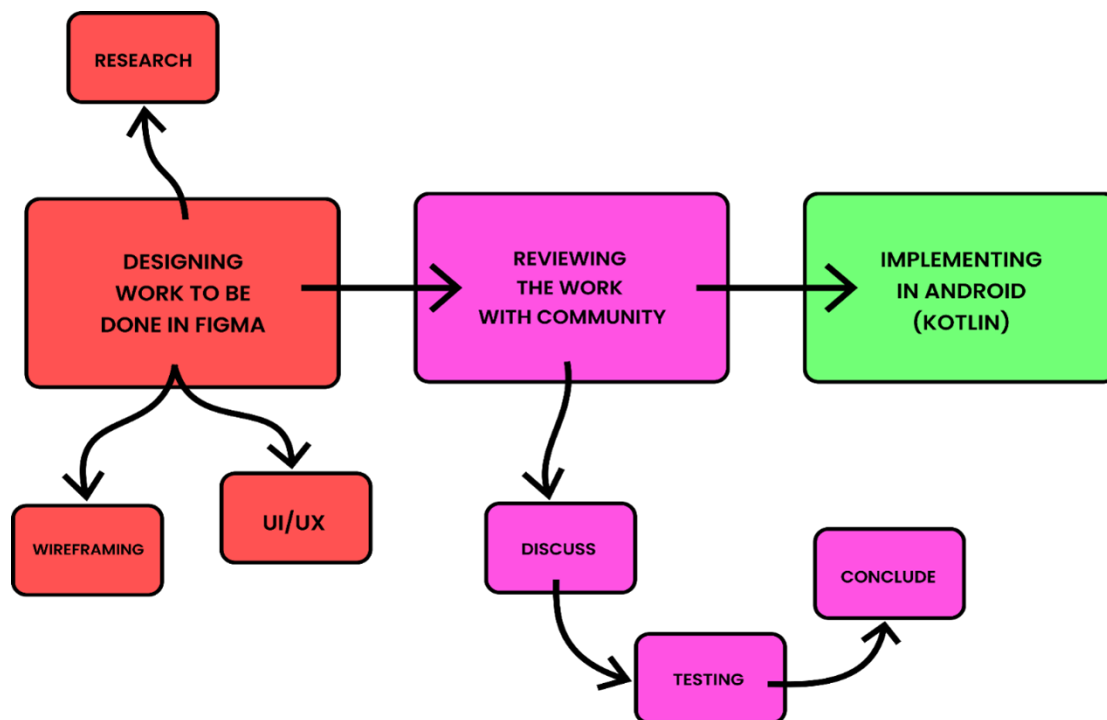 RESEARCH
DESIGNING
WORK TO BE
DONE IN FIGMA
REVIEWING
THE WORK
WITH COMMUNITY
IMPLEMENTING
IN ANDROID
(KOTLIN)
WIREFRAMING
UI/UX
DISCUSS
TESTING
CONCLUDE